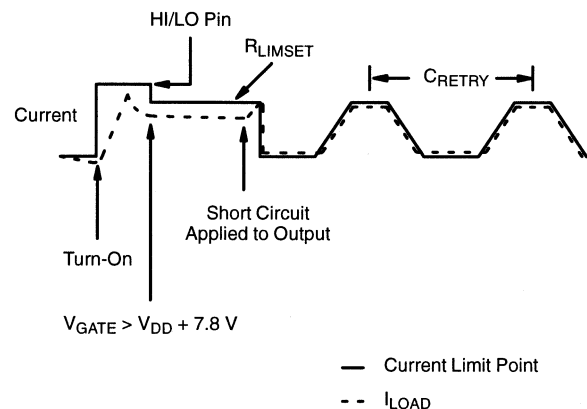 HI/LO Pin
RLIMSET
CRETRY
Current
Short Circuit
Applied to Output
Turn-On
VGATE > VDD + 7.8 V
Current Limit Point
ILOAD